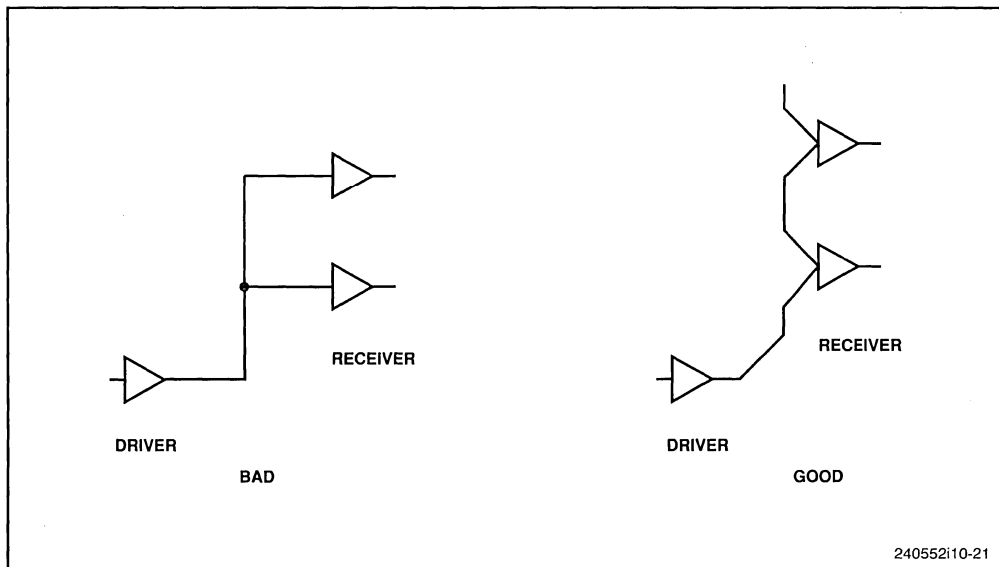 RECEIVER
DRIVER
BAD
RECEIVER
DRIVER
GOOD
240552i10-21